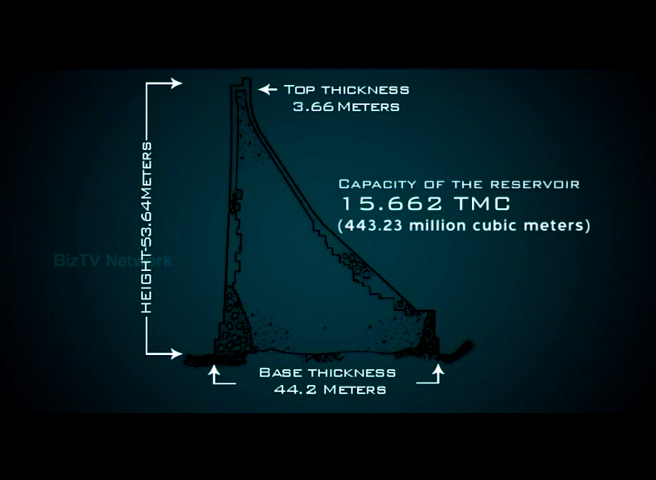 TOP THICKNESS
3.66 METERS
HEIGHT-53.64METERS
CAPACITY OF THE RESERVOIR
15.662 TMC
(443.23 million cubic meters)
BizTV Network
BASE THICKNESS
44.2 METERS